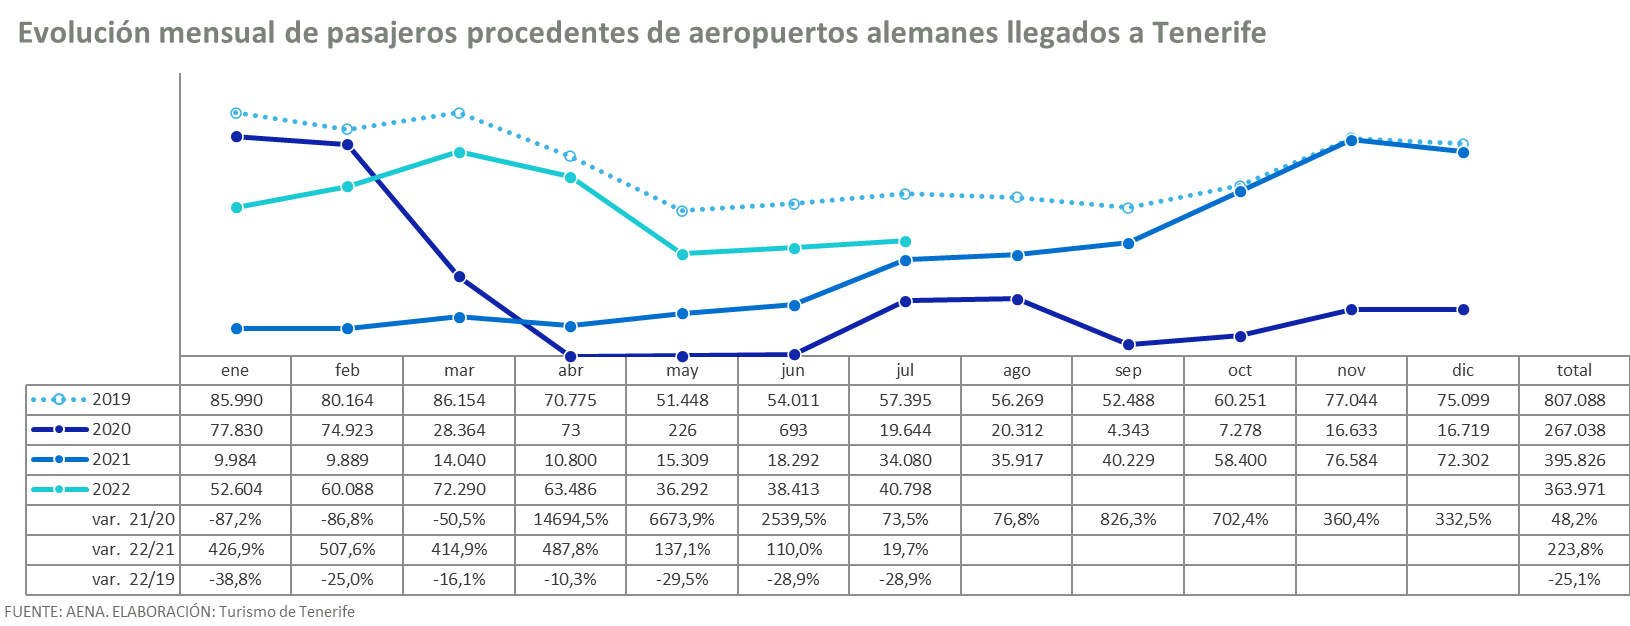 Evolución mensual de pasajeros procedentes de aeropuertos alemanes llegados a Tenerife
ene feb mar abr may jun jul ago sep oct nov dic total
2019 85.990 80.164 86.154 70.775 51.448 54.011 57.395 56.269 52.488 60.251 77.044 75.099 807.088
2020 77.830 74.923 28.364 73 226 693 19.644 20.312 4.343 7.278 16.633 16.719 267.038
2021 9.984 9.889 14.040 10.800 15.309 18.292 34.080 35.917 40.229 58.400 76.584 72.302 395.826
2022 52.604 60.088 72.290 63.486 36.292 38.413 40.798 363.971
var. 21/20 -87,2% -86,8% -50,5% 14694,5% 6673,9% 2539,5% 73,5% 76,8% 826,3% 702,4% 360,4% 332,5% 48,2%
var. 22/21 426,9% 507,6% 414,9% 487,8% 137,1% 110,0% 19,7% 223,8%
var. 22/19 -38,8% -25,0% -16,1% -10,3% -29,5% -28,9% -28,9% -25,1%
FUENTE: AENA. ELABORACIÓN: Turismo de Tenerife